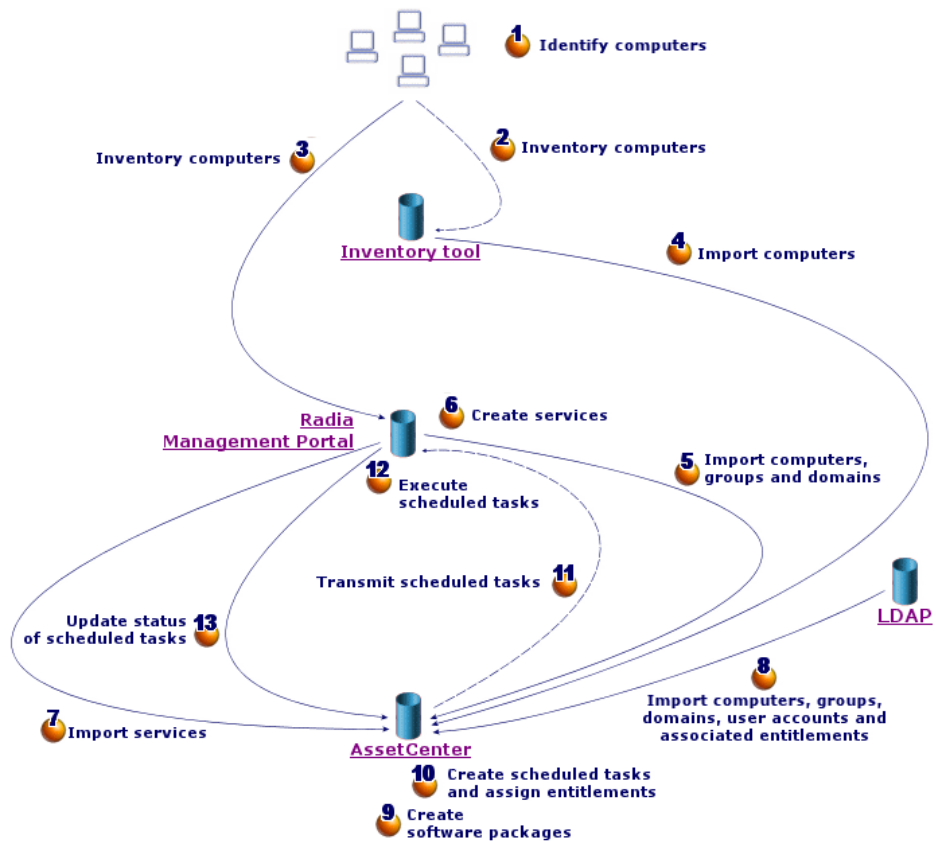 1 Identify computers
2 Inventory computers
3 Inventory computers
Inventory tool
4 Import computers
6 Create services
Radia
Management Portal
5 Import computers,
groups and domains
12 Execute
scheduled tasks
Transmit scheduled tasks 11
LDAP
Update status
of scheduled tasks 13
8
Import computers, groups,
domains, user accounts and
associated entitlements
7 Import services
AssetCenter
10 Create scheduled tasks
and assign entitlements
9 Create
software packages